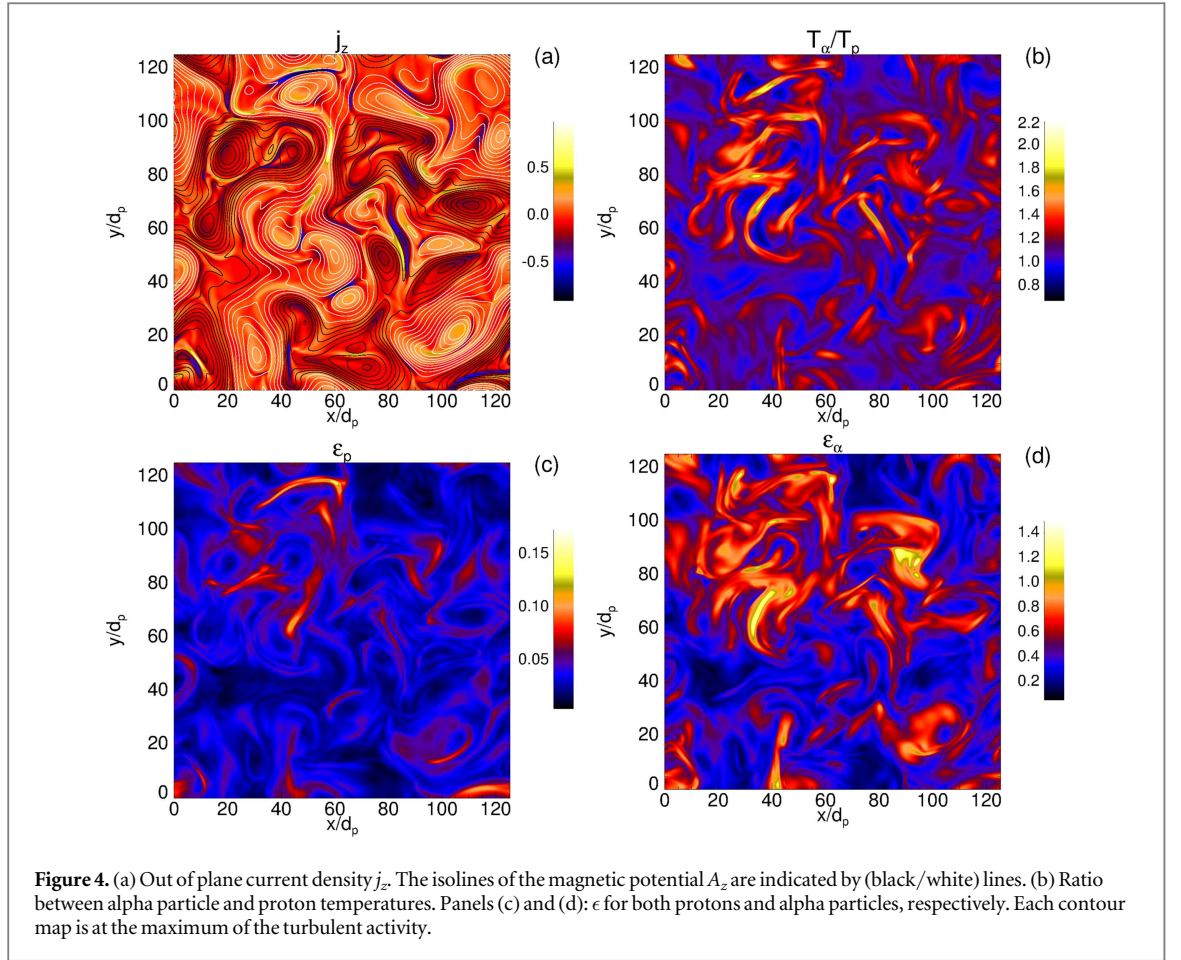 j_z
(a)
120
100
80
60
40
20
0
y/d_p
0 20 40 60 80 100 120
x/d_p
0.5
0.0
-0.5
T_α/T_p
(b)
120
100
80
60
40
20
0
y/d_p
0 20 40 60 80 100 120
x/d_p
2.2
2.0
1.8
1.6
1.4
1.2
1.0
0.8
ε_p
(c)
120
100
80
60
40
20
0
y/d_p
0 20 40 60 80 100 120
x/d_p
0.15
0.10
0.05
ε_α
(d)
120
100
80
60
40
20
0
y/d_p
0 20 40 60 80 100 120
x/d_p
1.4
1.2
1.0
0.8
0.6
0.4
0.2
Figure 4. (a) Out of plane current density j_z. The isolines of the magnetic potential A_z are indicated by (black/white) lines. (b) Ratio
between alpha particle and proton temperatures. Panels (c) and (d): ϵ for both protons and alpha particles, respectively. Each contour
map is at the maximum of the turbulent activity.